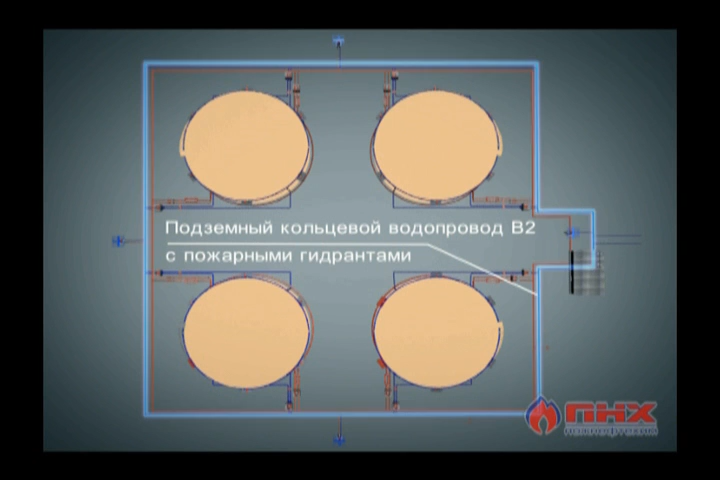 Подземный кольцевой водопровод В2
с пожарными гидрантами
ПНХ